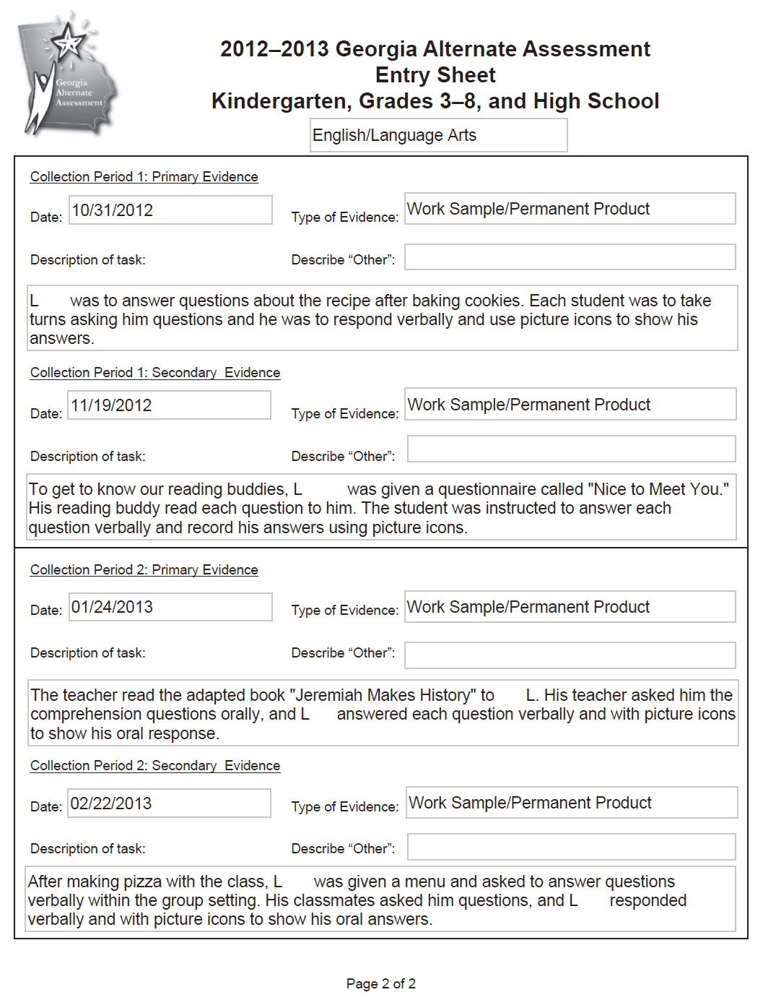 Georgia
Alternate
Assessment
2012–2013 Georgia Alternate Assessment
Entry Sheet
Kindergarten, Grades 3–8, and High School
English/Language Arts
Collection Period 1: Primary Evidence
Date: 10/31/2012 Type of Evidence: Work Sample/Permanent Product
Description of task: Describe “Other”:
L was to answer questions about the recipe after baking cookies. Each student was to take
turns asking him questions and he was to respond verbally and use picture icons to show his
answers.
Collection Period 1: Secondary Evidence
Date: 11/19/2012 Type of Evidence: Work Sample/Permanent Product
Description of task: Describe “Other”:
To get to know our reading buddies, L was given a questionnaire called "Nice to Meet You."
His reading buddy read each question to him. The student was instructed to answer each
question verbally and record his answers using picture icons.
Collection Period 2: Primary Evidence
Date: 01/24/2013 Type of Evidence: Work Sample/Permanent Product
Description of task: Describe “Other”:
The teacher read the adapted book "Jeremiah Makes History" to L. His teacher asked him the
comprehension questions orally, and L answered each question verbally and with picture icons
to show his oral response.
Collection Period 2: Secondary Evidence
Date: 02/22/2013 Type of Evidence: Work Sample/Permanent Product
Description of task: Describe “Other”:
After making pizza with the class, L was given a menu and asked to answer questions
verbally within the group setting. His classmates asked him questions, and L responded
verbally and with picture icons to show his oral answers.
Page 2 of 2